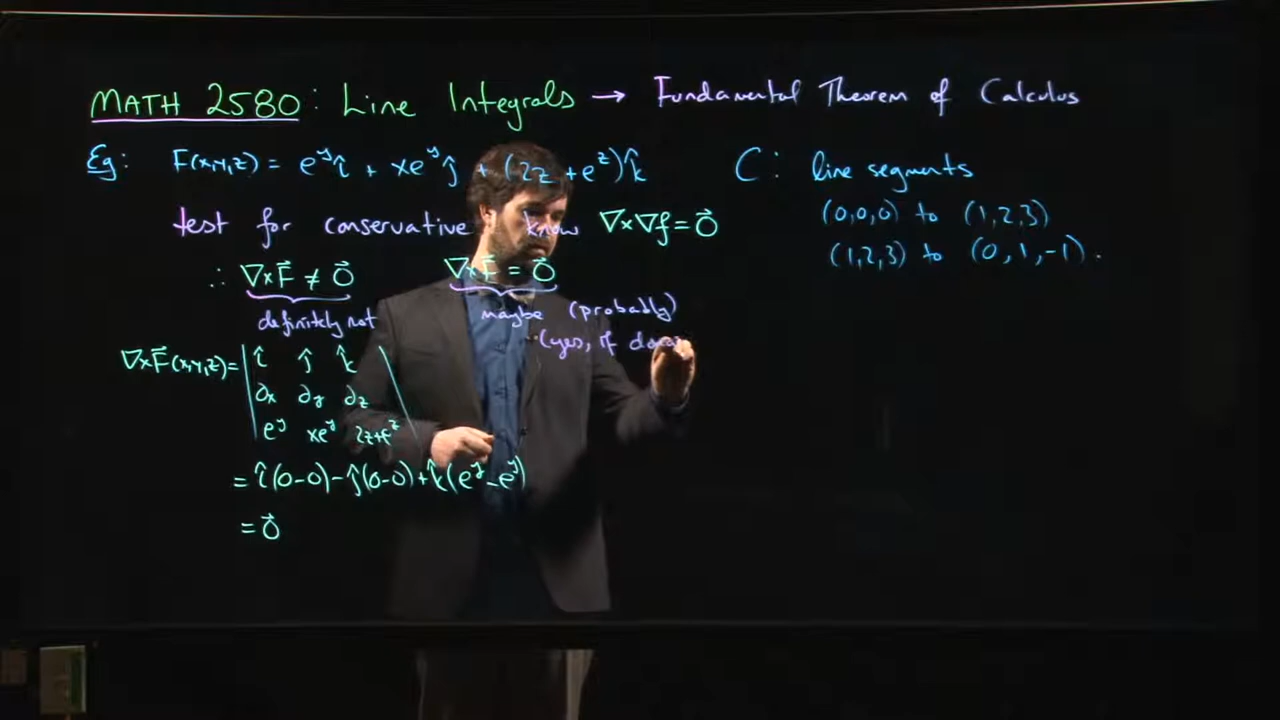 MATH 2580: Line Integrals → Fundamental Theorem of Calculus
Eg: F(x,y,z) = e^y î + xe^y ĵ + (2z + e^z) k̂
C: line segments
(0,0,0) to (1,2,3)
(1,2,3) to (0,1,-1).
test for conservative know ∇×∇f = 0⃗
∴ ∇×F⃗ ≠ 0⃗ ∇×F⃗ = 0⃗
definitely not maybe (probably)
(yes, if
∇×F⃗(x,y,z) = | î ĵ k̂ |
∂x ∂y ∂z
e^y xe^y 2z+e^z
= î(0-0) - ĵ(0-0) + k̂(e^y - e^y)
= 0⃗